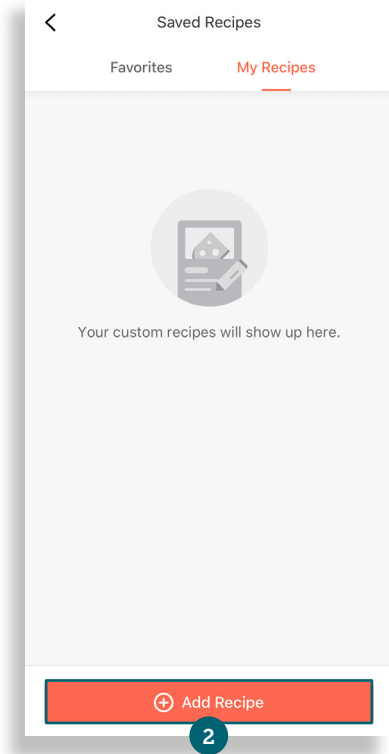 Saved Recipes
Favorites My Recipes
Your custom recipes will show up here.
Add Recipe
2